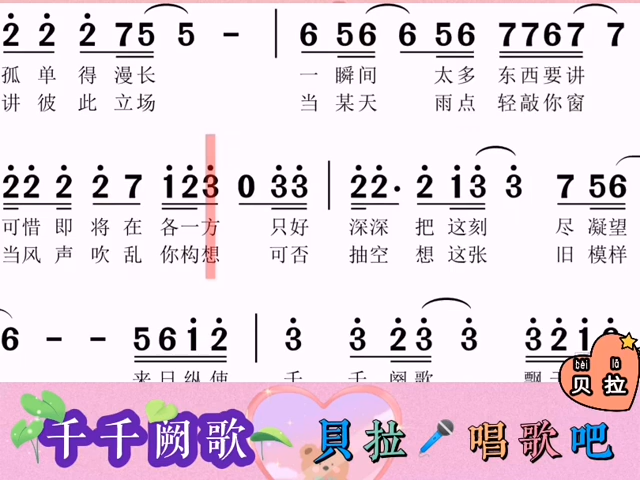 2 2 2 75 5 - | 6 56 6 56 7767 7
孤单得漫长 一瞬间 太多 东西要讲
讲彼此立场 当某天 雨点 轻敲你窗
22 2 2 7 123 0 33 | 22· 2 13 3 7 56
可惜即将在各一方 只好 深深把这刻 尽凝望
当风声吹乱你构想 可否 抽空想这张 旧模样
6 - - 5612 | 3 3 23 3 3212
来日纵使 千千阙歌
bèi lā
贝拉
千千阙歌 貝拉🎤唱歌吧